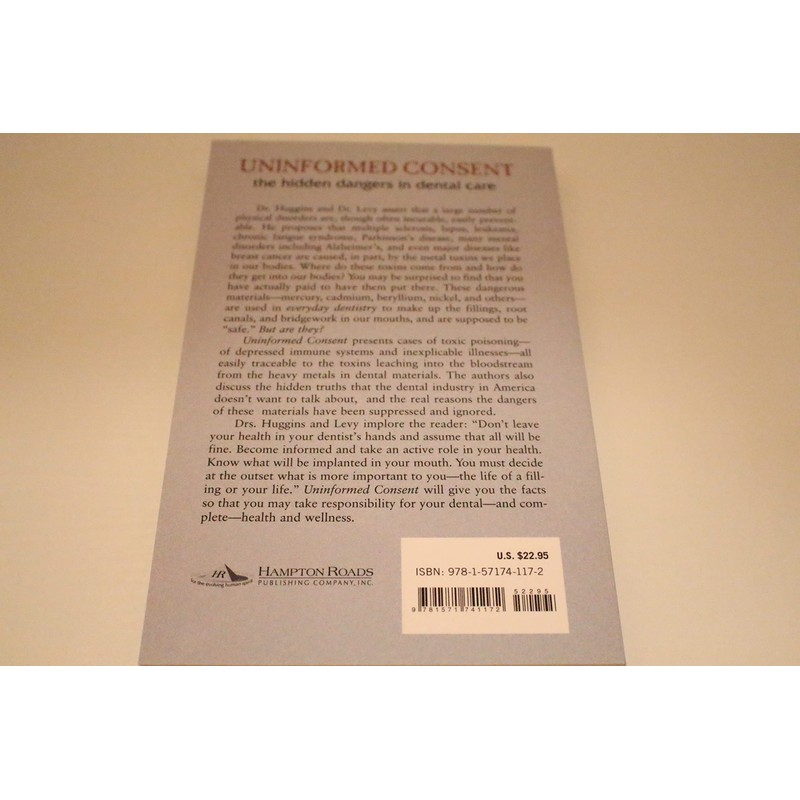 UNINFORMED CONSENT
the hidden dangers in dental care
Dr. Huggins and Dr. Levy assert that a large number of
physical disorders are, though often incurable, easily prevent-
able. He proposes that multiple sclerosis, lupus, leukemia,
chronic fatigue syndrome, Parkinson's disease, many mental
disorders including Alzheimer's, and even major diseases like
breast cancer are caused, in part, by the metal toxins we place
in our bodies. Where do these toxins come from and how do
they get into our bodies? You may be surprised to find that you
have actually paid to have them put there. These dangerous
materials—mercury, cadmium, beryllium, nickel, and others—
are used in everyday dentistry to make up the fillings, root
canals, and bridgework in our mouths, and are supposed to be
"safe." But are they?
Uninformed Consent presents cases of toxic poisoning—
of depressed immune systems and inexplicable illnesses—all
easily traceable to the toxins leaching into the bloodstream
from the heavy metals in dental materials. The authors also
discuss the hidden truths that the dental industry in America
doesn't want to talk about, and the real reasons the dangers
of these materials have been suppressed and ignored.
Drs. Huggins and Levy implore the reader: "Don't leave
your health in your dentist's hands and assume that all will be
fine. Become informed and take an active role in your health.
Know what will be implanted in your mouth. You must decide
at the outset what is more important to you—the life of a fill-
ing or your life." Uninformed Consent will give you the facts
so that you may take responsibility for your dental—and com-
plete—health and wellness.
HR
for the evolving human spirit
HAMPTON ROADS
PUBLISHING COMPANY, INC.
U.S. $22.95
ISBN: 978-1-57174-117-2
52295
9 781571 741172